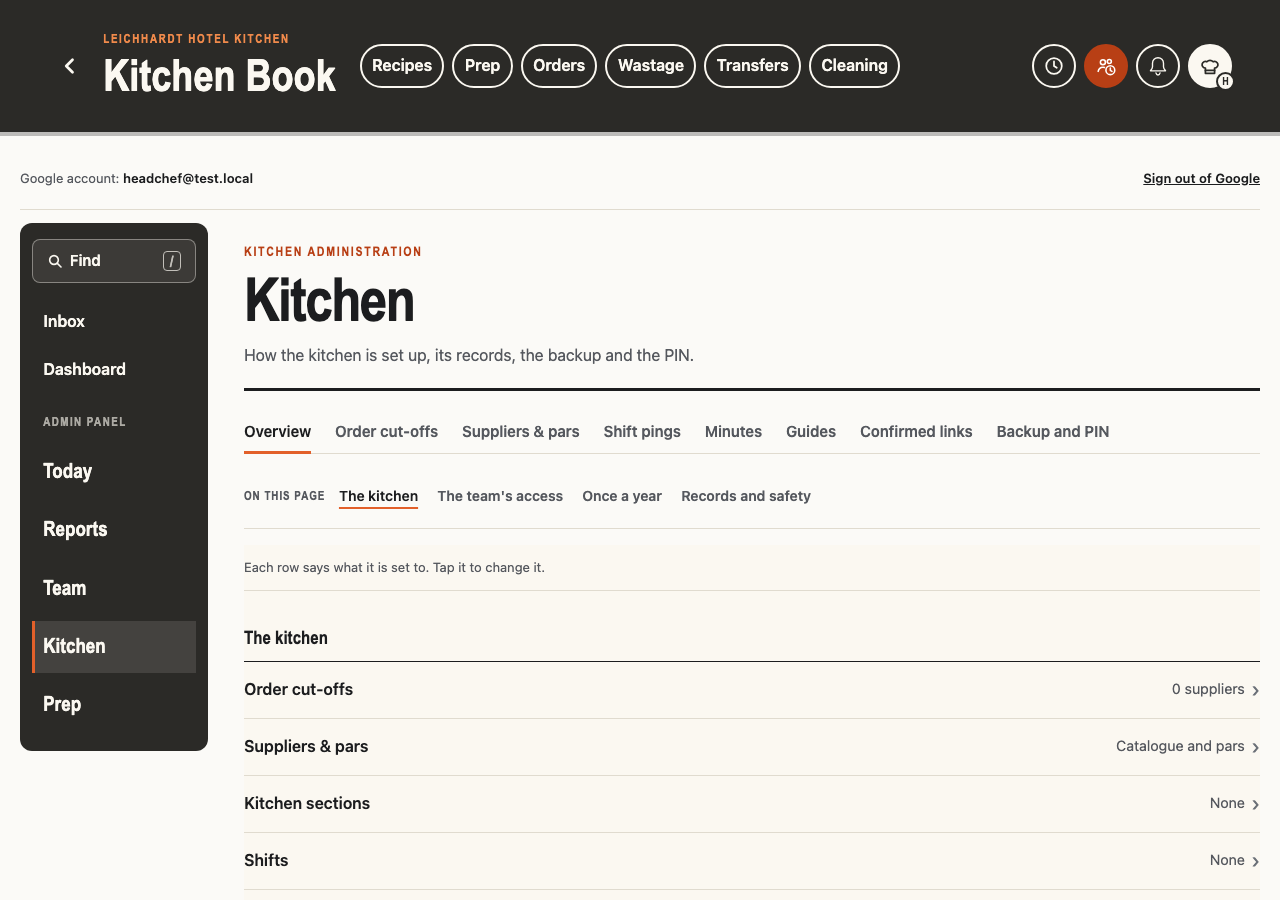 LEICHHARDT HOTEL KITCHEN
Kitchen Book
Recipes
Prep
Orders
Wastage
Transfers
Cleaning
H
Google account: headchef@test.local
Sign out of Google
Find
/
Inbox
Dashboard
ADMIN PANEL
Today
Reports
Team
Kitchen
Prep
KITCHEN ADMINISTRATION
Kitchen
How the kitchen is set up, its records, the backup and the PIN.
Overview
Order cut-offs
Suppliers & pars
Shift pings
Minutes
Guides
Confirmed links
Backup and PIN
ON THIS PAGE
The kitchen
The team's access
Once a year
Records and safety
Each row says what it is set to. Tap it to change it.
The kitchen
Order cut-offs
0 suppliers
Suppliers & pars
Catalogue and pars
Kitchen sections
None
Shifts
None